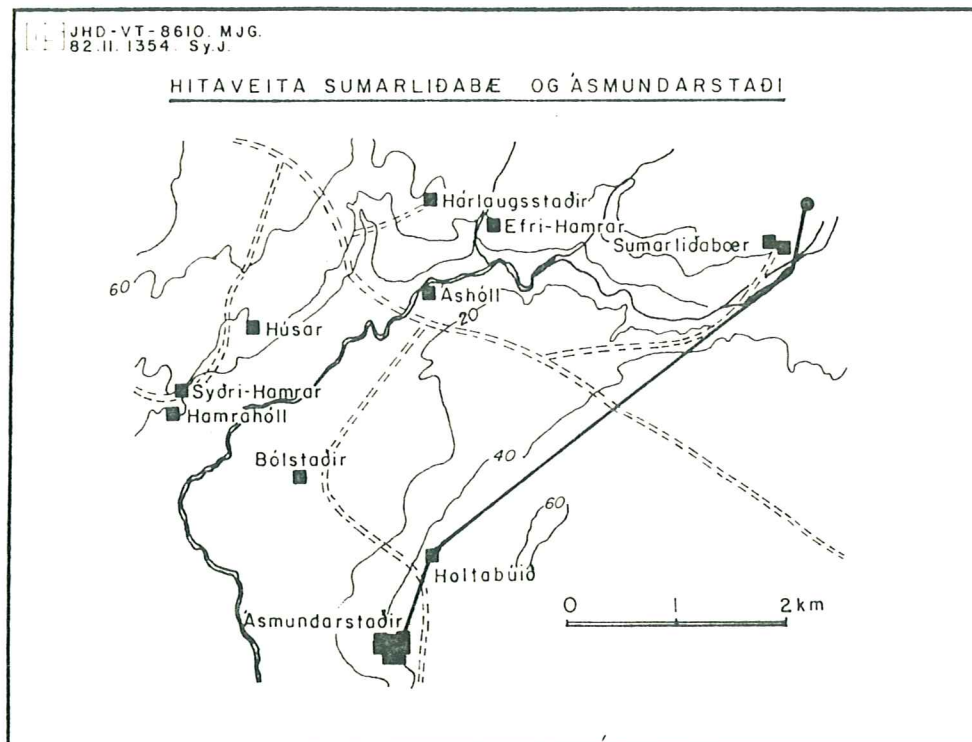 JHD-VT-8610. MJG.
82.11.1354. Sy.J.
HITAVEITA SUMARLIÐABÆ OG ÁSMUNDARSTAÐI
Hárlaugsstaðir
Efri-Hamrar
Sumarliðabær
60
Áshóll
20
Húsar
Syðri-Hamrar
Hamrahóll
Bólstaðir
40
60
Holtabúið
Ásmundarstaðir
0 1 2 km